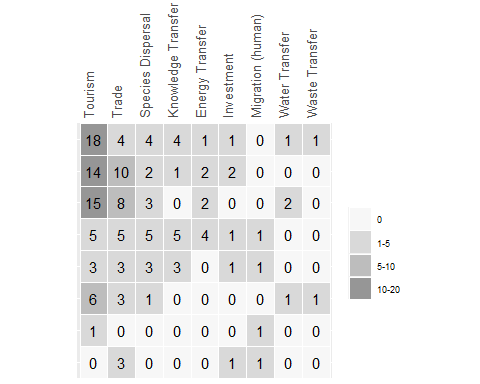 Tourism
Trade
Species Dispersal
Knowledge Transfer
Energy Transfer
Investment
Migration (human)
Water Transfer
Waste Transfer
18 4 4 4 1 1 0 1 1
14 10 2 1 2 2 0 0 0
15 8 3 0 2 0 0 2 0
5 5 5 5 4 1 1 0 0
3 3 3 3 0 1 1 0 0
6 3 1 0 0 0 0 1 1
1 0 0 0 0 0 1 0 0
0 3 0 0 0 1 1 0 0
0
1-5
5-10
10-20